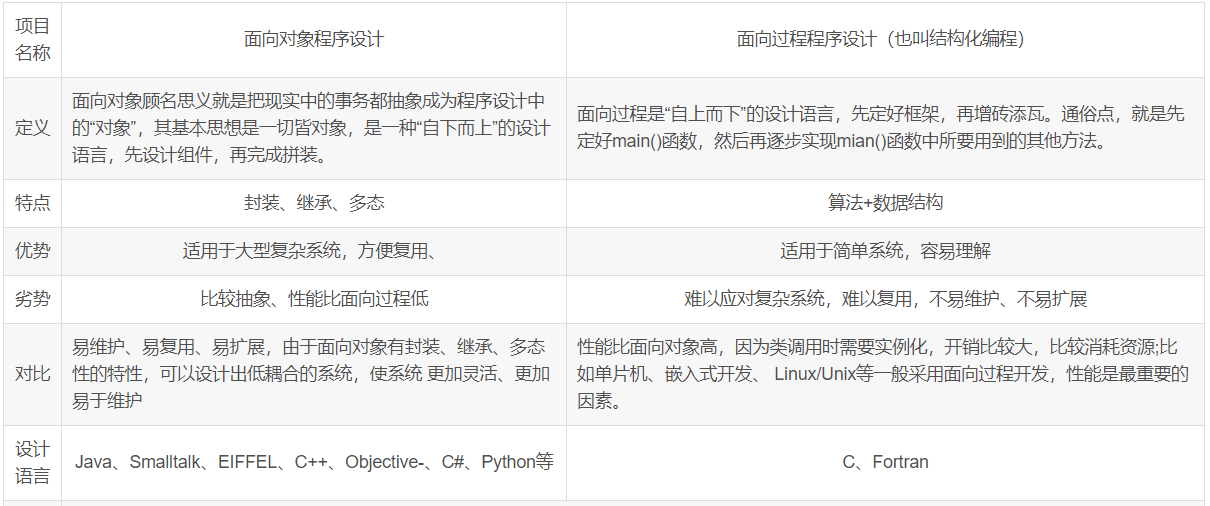 项目
名称
面向对象程序设计
面向过程程序设计（也叫结构化编程）
定义
面向对象顾名思义就是把现实中的事务都抽象成为程序设计中
的“对象”，其基本思想是一切皆对象，是一种“自下而上”的设计
语言，先设计组件，再完成拼装。
面向过程是“自上而下”的设计语言，先定好框架，再增砖添瓦。通俗点，就是先
定好main()函数，然后再逐步实现mian()函数中所要用到的其他方法。
特点
封装、继承、多态
算法+数据结构
优势
适用于大型复杂系统，方便复用、
适用于简单系统，容易理解
劣势
比较抽象、性能比面向过程低
难以应对复杂系统，难以复用，不易维护、不易扩展
对比
易维护、易复用、易扩展，由于面向对象有封装、继承、多态
性的特性，可以设计出低耦合的系统，使系统 更加灵活、更加
易于维护
性能比面向对象高，因为类调用时需要实例化，开销比较大，比较消耗资源;比
如单片机、嵌入式开发、 Linux/Unix等一般采用面向过程开发，性能是最重要的
因素。
设计
语言
Java、Smalltalk、EIFFEL、C++、Objective-、C#、Python等
C、Fortran